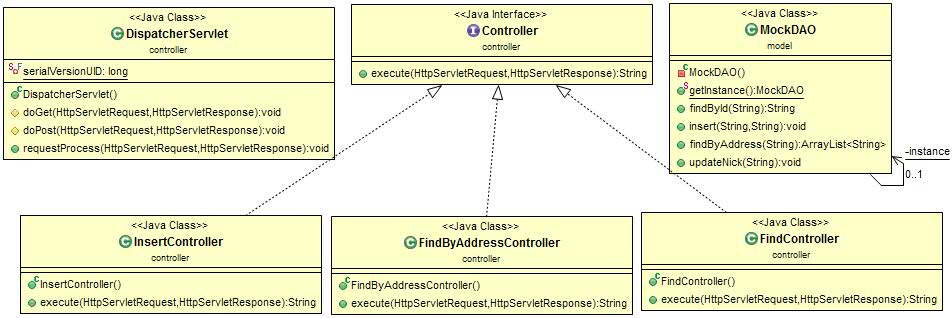 <<Java Class>>
DispatcherServlet
controller
serialVersionUID: long
DispatcherServlet()
doGet(HttpServletRequest,HttpServletResponse):void
doPost(HttpServletRequest,HttpServletResponse):void
requestProcess(HttpServletRequest,HttpServletResponse):void
<<Java Interface>>
Controller
controller
execute(HttpServletRequest,HttpServletResponse):String
<<Java Class>>
MockDAO
model
MockDAO()
getInstance():MockDAO
findById(String):String
insert(String,String):void
findByAddress(String):ArrayList<String>
updateNick(String):void
-instance
0..1
<<Java Class>>
InsertController
controller
InsertController()
execute(HttpServletRequest,HttpServletResponse):String
<<Java Class>>
FindByAddressController
controller
FindByAddressController()
execute(HttpServletRequest,HttpServletResponse):String
<<Java Class>>
FindController
controller
FindController()
execute(HttpServletRequest,HttpServletResponse):String